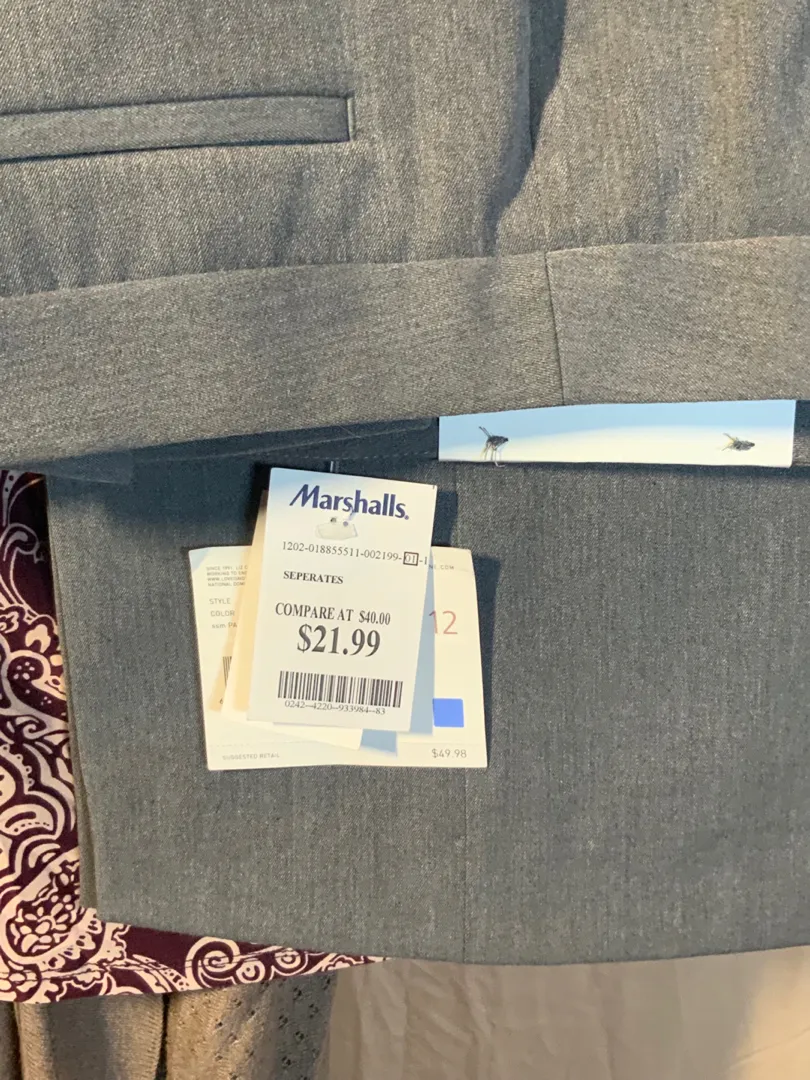 Marshalls.
1202-018855511-002199-01-1
SEPERATES
COMPARE AT $40.00
$21.99
0242--4220--933984--83
STYLE
COLOR
12
SUGGESTED RETAIL
$49.98